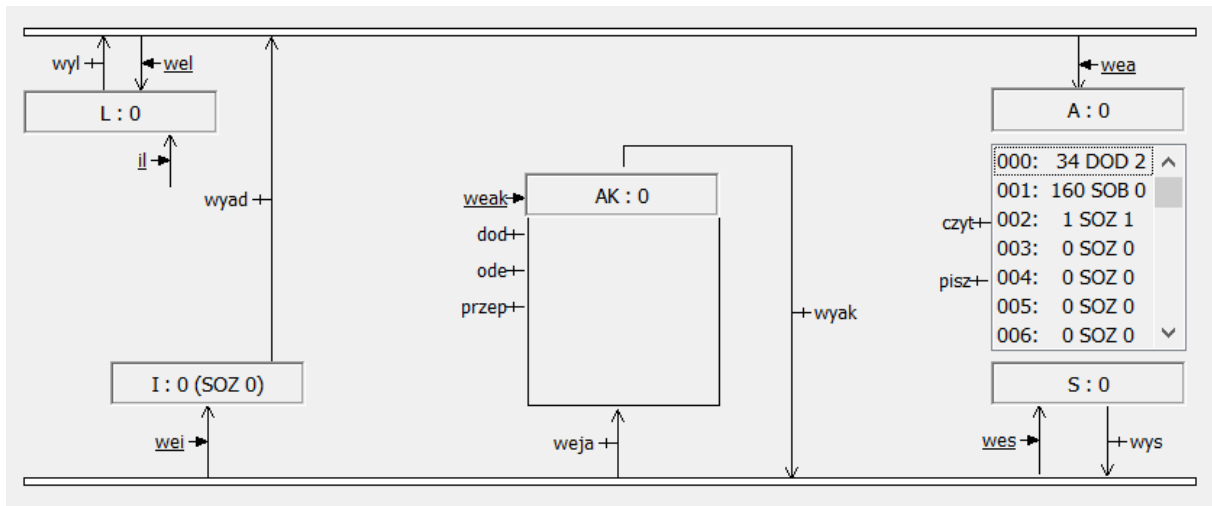 wyl
wel
wea
L : 0
A : 0
il
wyad
000: 34 DOD 2
001: 160 SOB 0
002: 1 SOZ 1
003: 0 SOZ 0
004: 0 SOZ 0
005: 0 SOZ 0
006: 0 SOZ 0
czyt
pisz
weak
AK : 0
dod
ode
przep
wyak
I : 0 (SOZ 0)
S : 0
wei
weja
wes
wys